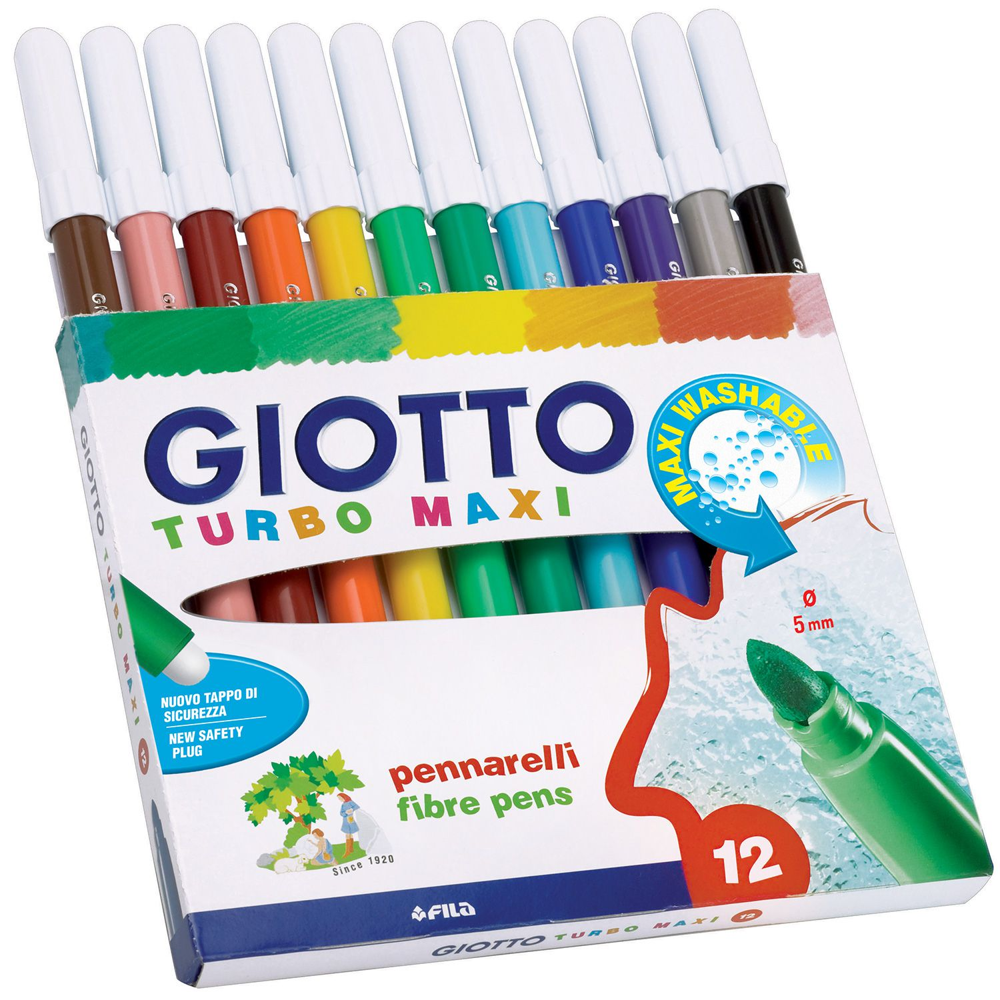 GIOTTO
TURBO MAXI
MAXI WASHABLE
Ø
5 mm
NUOVO TAPPO DI
SICUREZZA
NEW SAFETY
PLUG
pennarelli
fibre pens
Since 1920
12
FILA
GIOTTO TURBO MAXI 12
GIOTTO TURBO MAXI 12